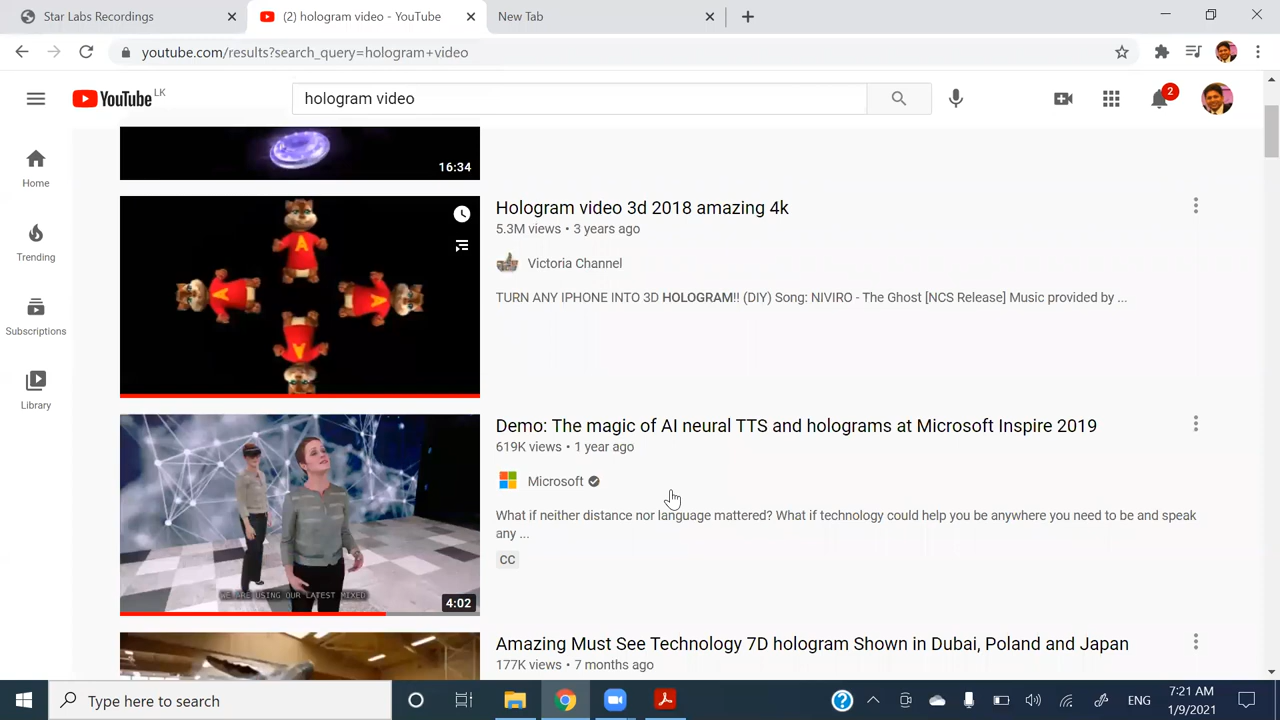 Star Labs Recordings
(2) hologram video - YouTube
New Tab
youtube.com/results?search_query=hologram+video
YouTube LK
hologram video
2
16:34
Home
Trending
Subscriptions
Library
A
A
A
A
Hologram video 3d 2018 amazing 4k
5.3M views • 3 years ago
Victoria Channel
TURN ANY IPHONE INTO 3D HOLOGRAM!! (DIY) Song: NIVIRO - The Ghost [NCS Release] Music provided by ...
Demo: The magic of AI neural TTS and holograms at Microsoft Inspire 2019
619K views • 1 year ago
Microsoft
What if neither distance nor language mattered? What if technology could help you be anywhere you need to be and speak
any ...
CC
WE ARE USING OUR LATEST MIXED
4:02
Amazing Must See Technology 7D hologram Shown in Dubai, Poland and Japan
177K views • 7 months ago
Type here to search
ENG
7:21 AM
1/9/2021